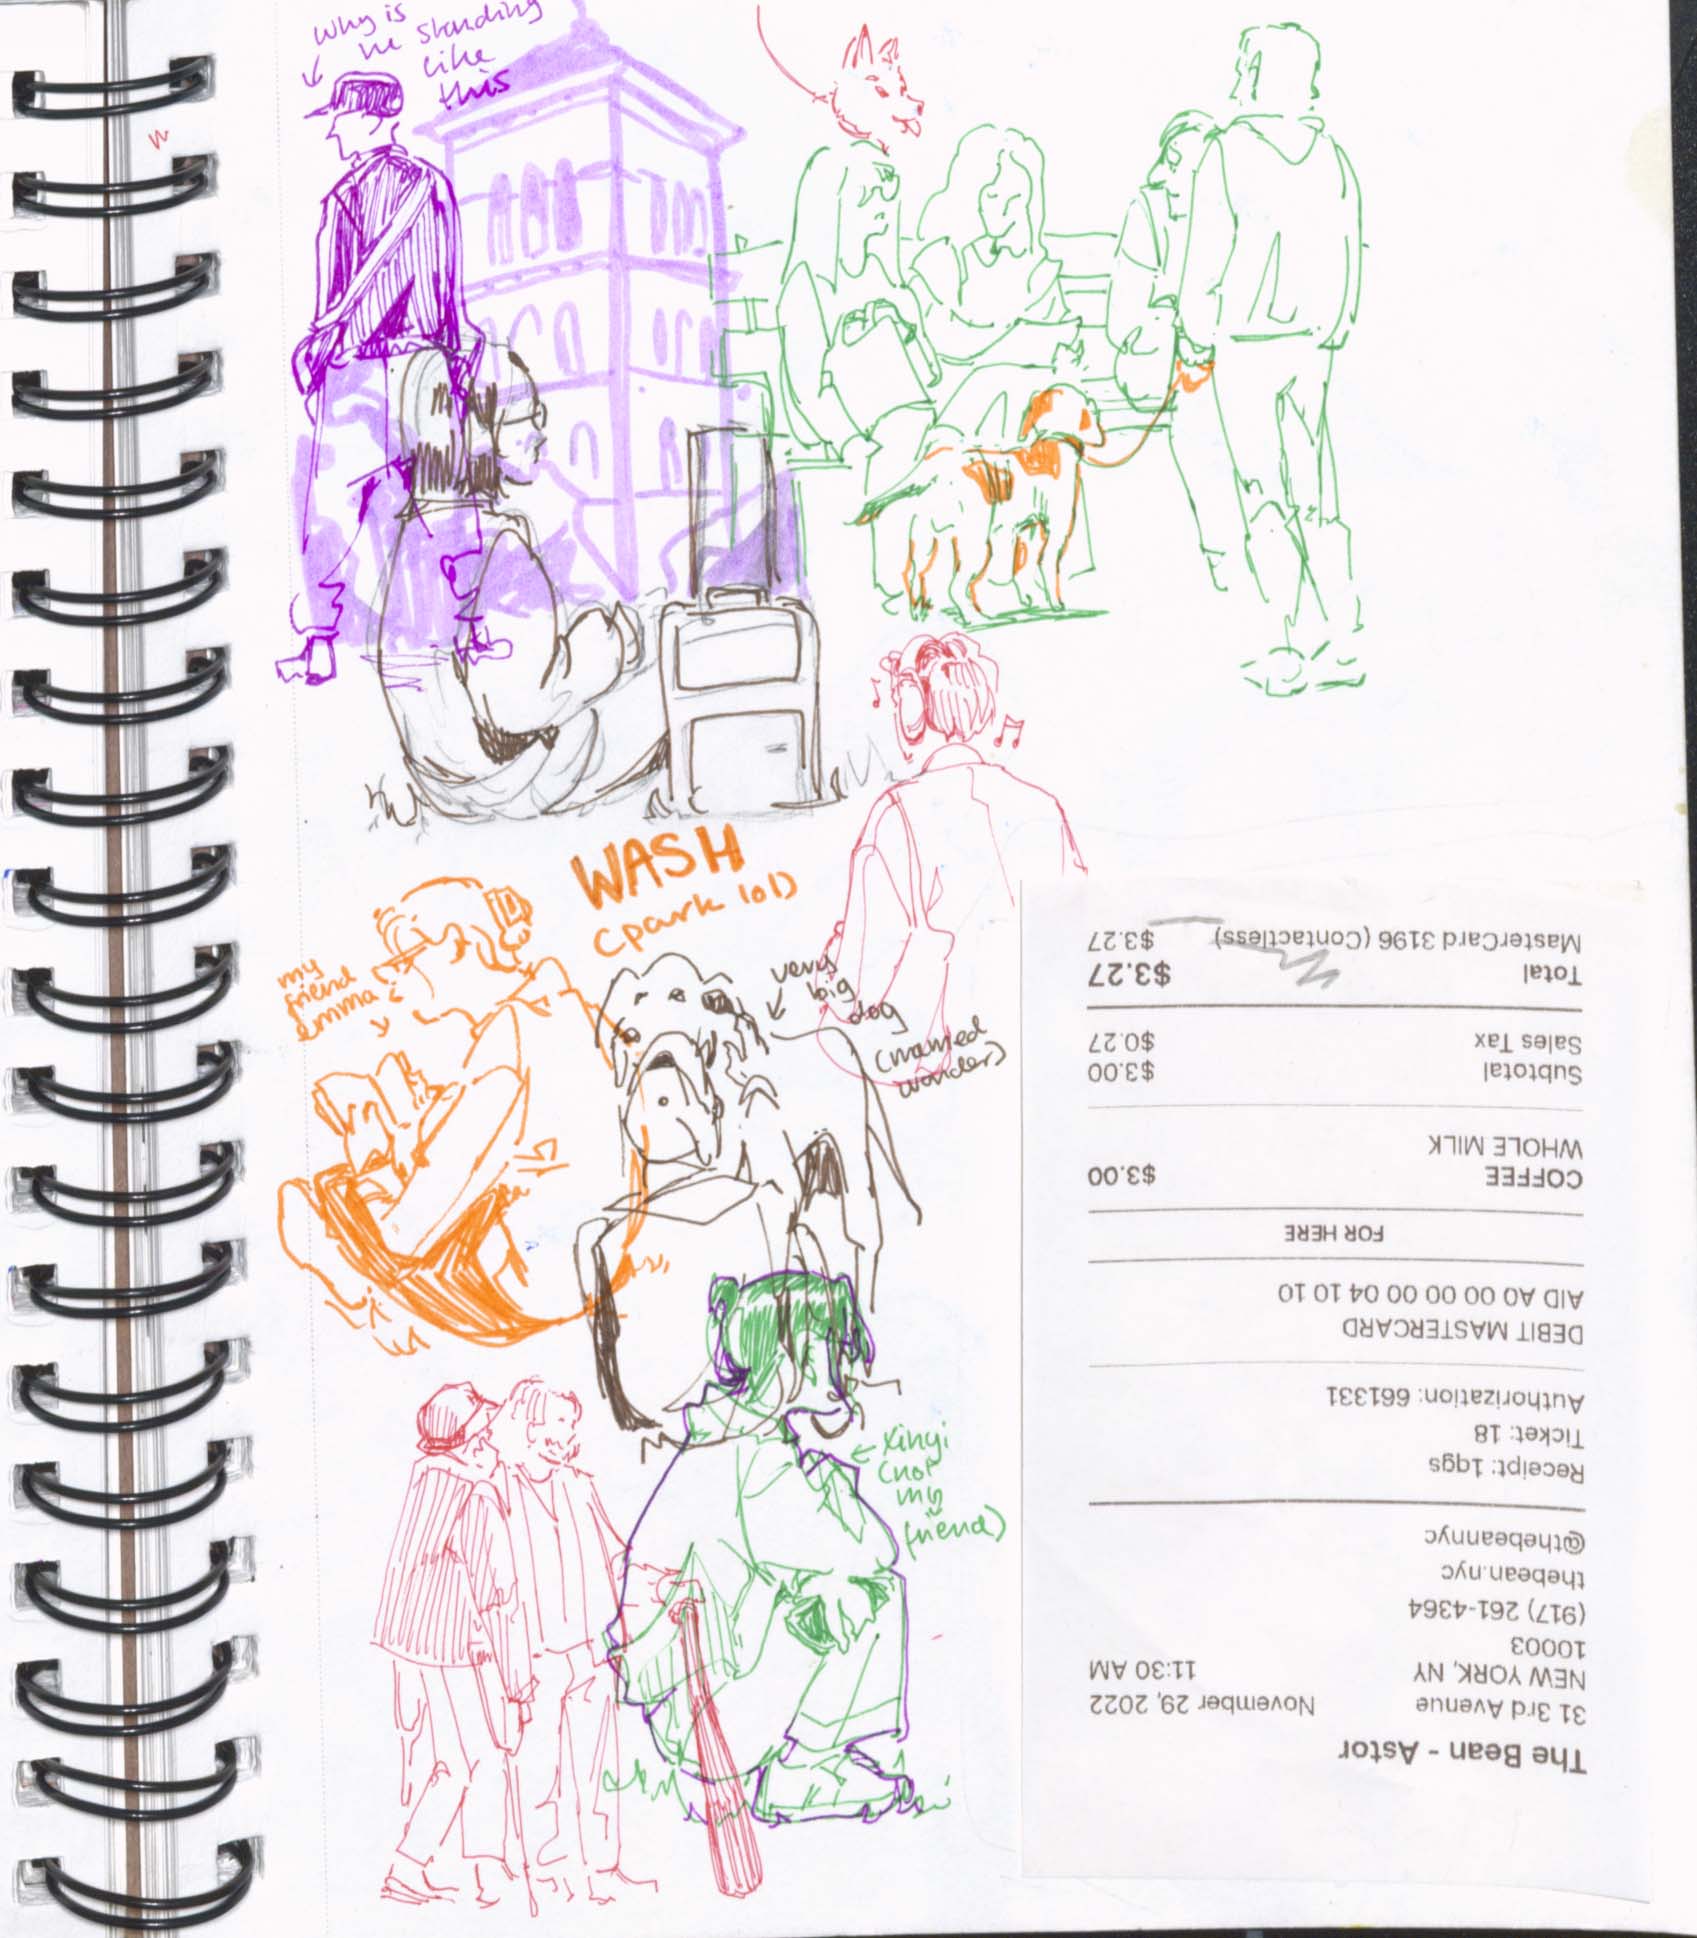 why is
he standing
like
this
WASH
(park lol)
my
friend
emma
very
big
dog
(named
wonder)
xinyi
(not
my
friend)
The Bean - Astor
31 3rd Avenue November 29, 2022
NEW YORK, NY 11:30 AM
10003
(917) 261-4364
thebean.nyc
@thebeannyc
Receipt: 1qgs
Ticket: 18
Authorization: 661331
DEBIT MASTERCARD
AID A0 00 00 00 04 10 10
FOR HERE
COFFEE $3.00
WHOLE MILK
Subtotal $3.00
Sales Tax $0.27
Total $3.27
MasterCard 3196 (Contactless) $3.27